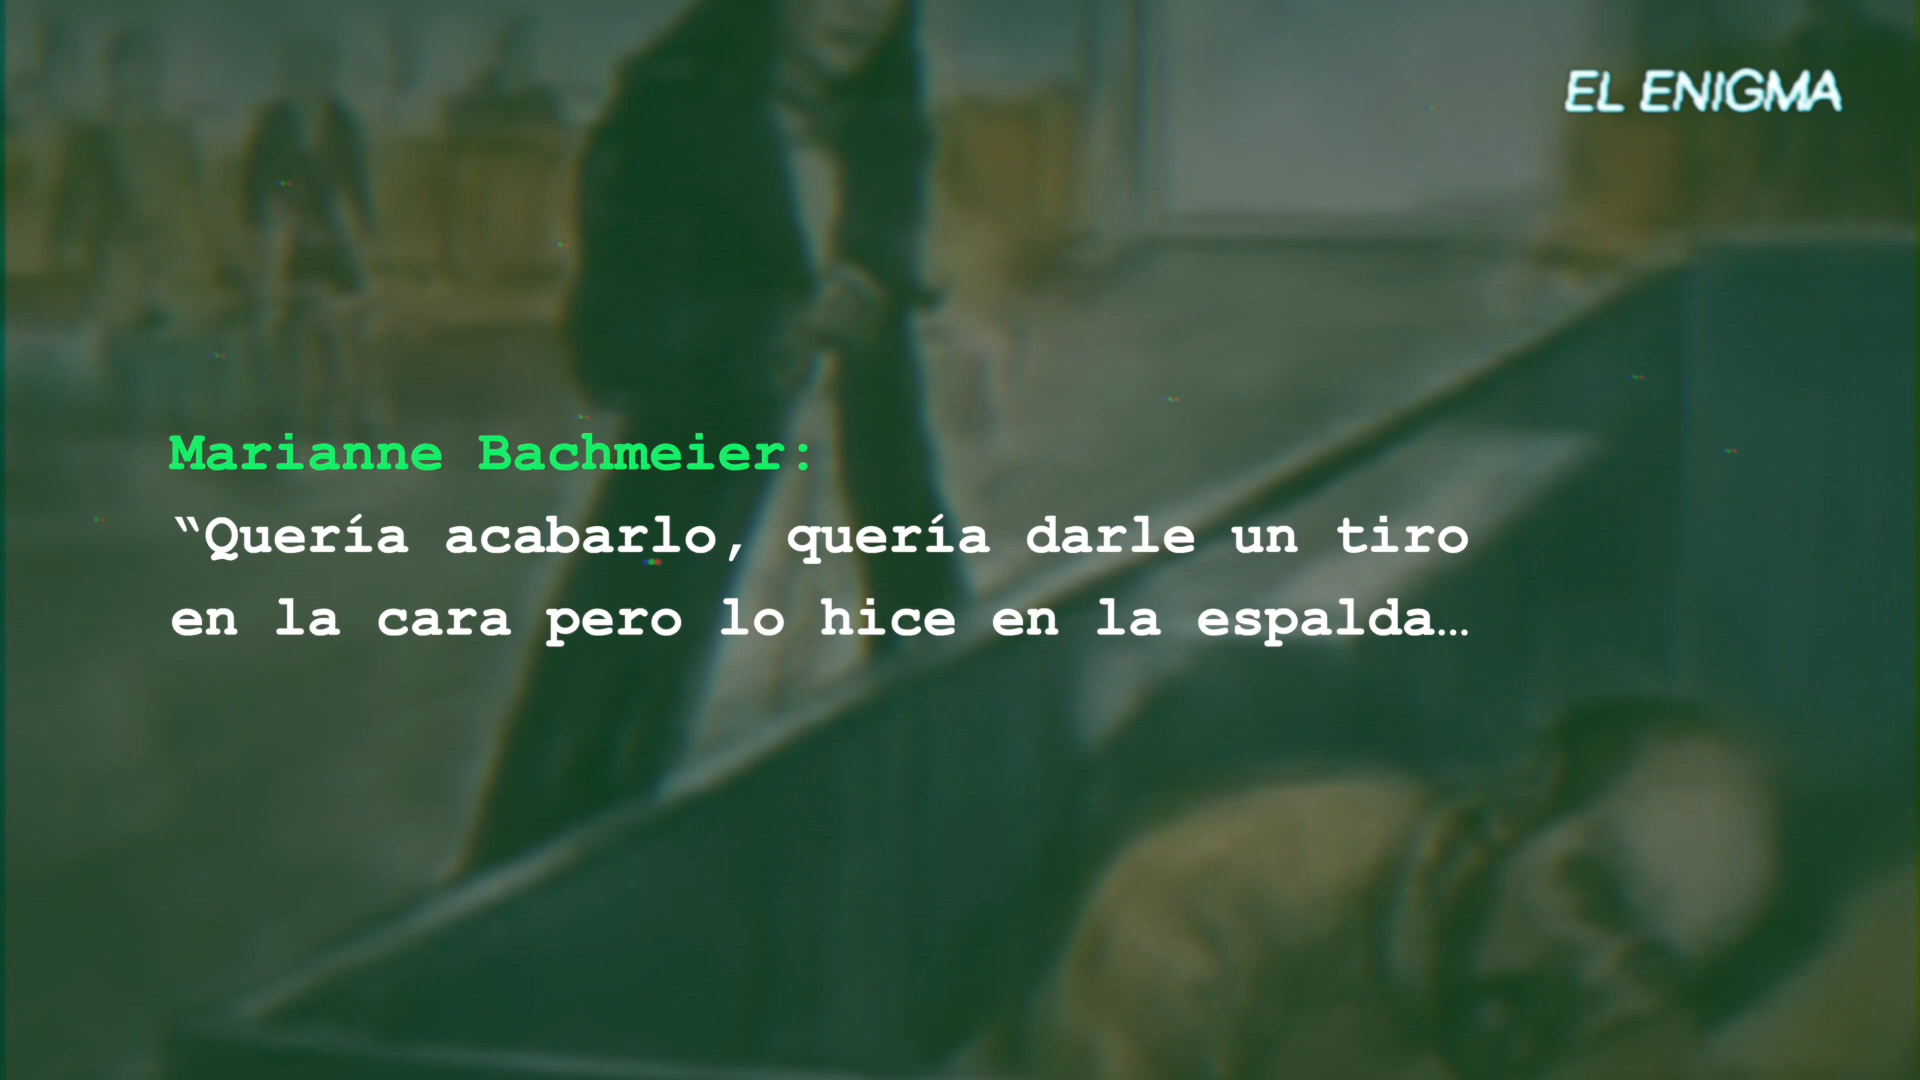 EL ENIGMA
Marianne Bachmeier:
“Quería acabarlo, quería darle un tiro
en la cara pero lo hice en la espalda…